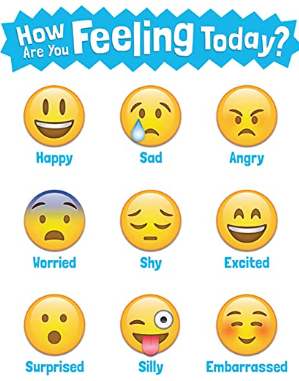 How Are You Feeling Today?
Happy Sad Angry
Worried Shy Excited
Surprised Silly Embarrassed